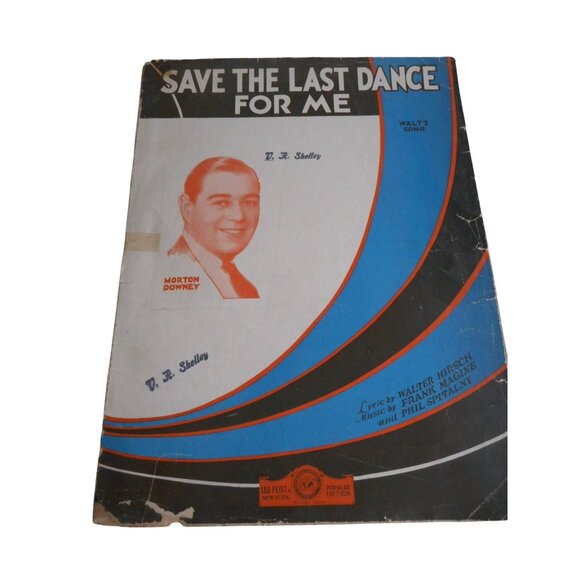 SAVE THE LAST DANCE
FOR ME
WALTZ
SONG
V. A. Shelley
MORTON
DOWNEY
V. A. Shelley
Lyric by WALTER HIRSCH
Music by FRANK MAGINE
and PHIL SPITALNY
LEO FEIST
NEW YORK
POPULAR
EDITION